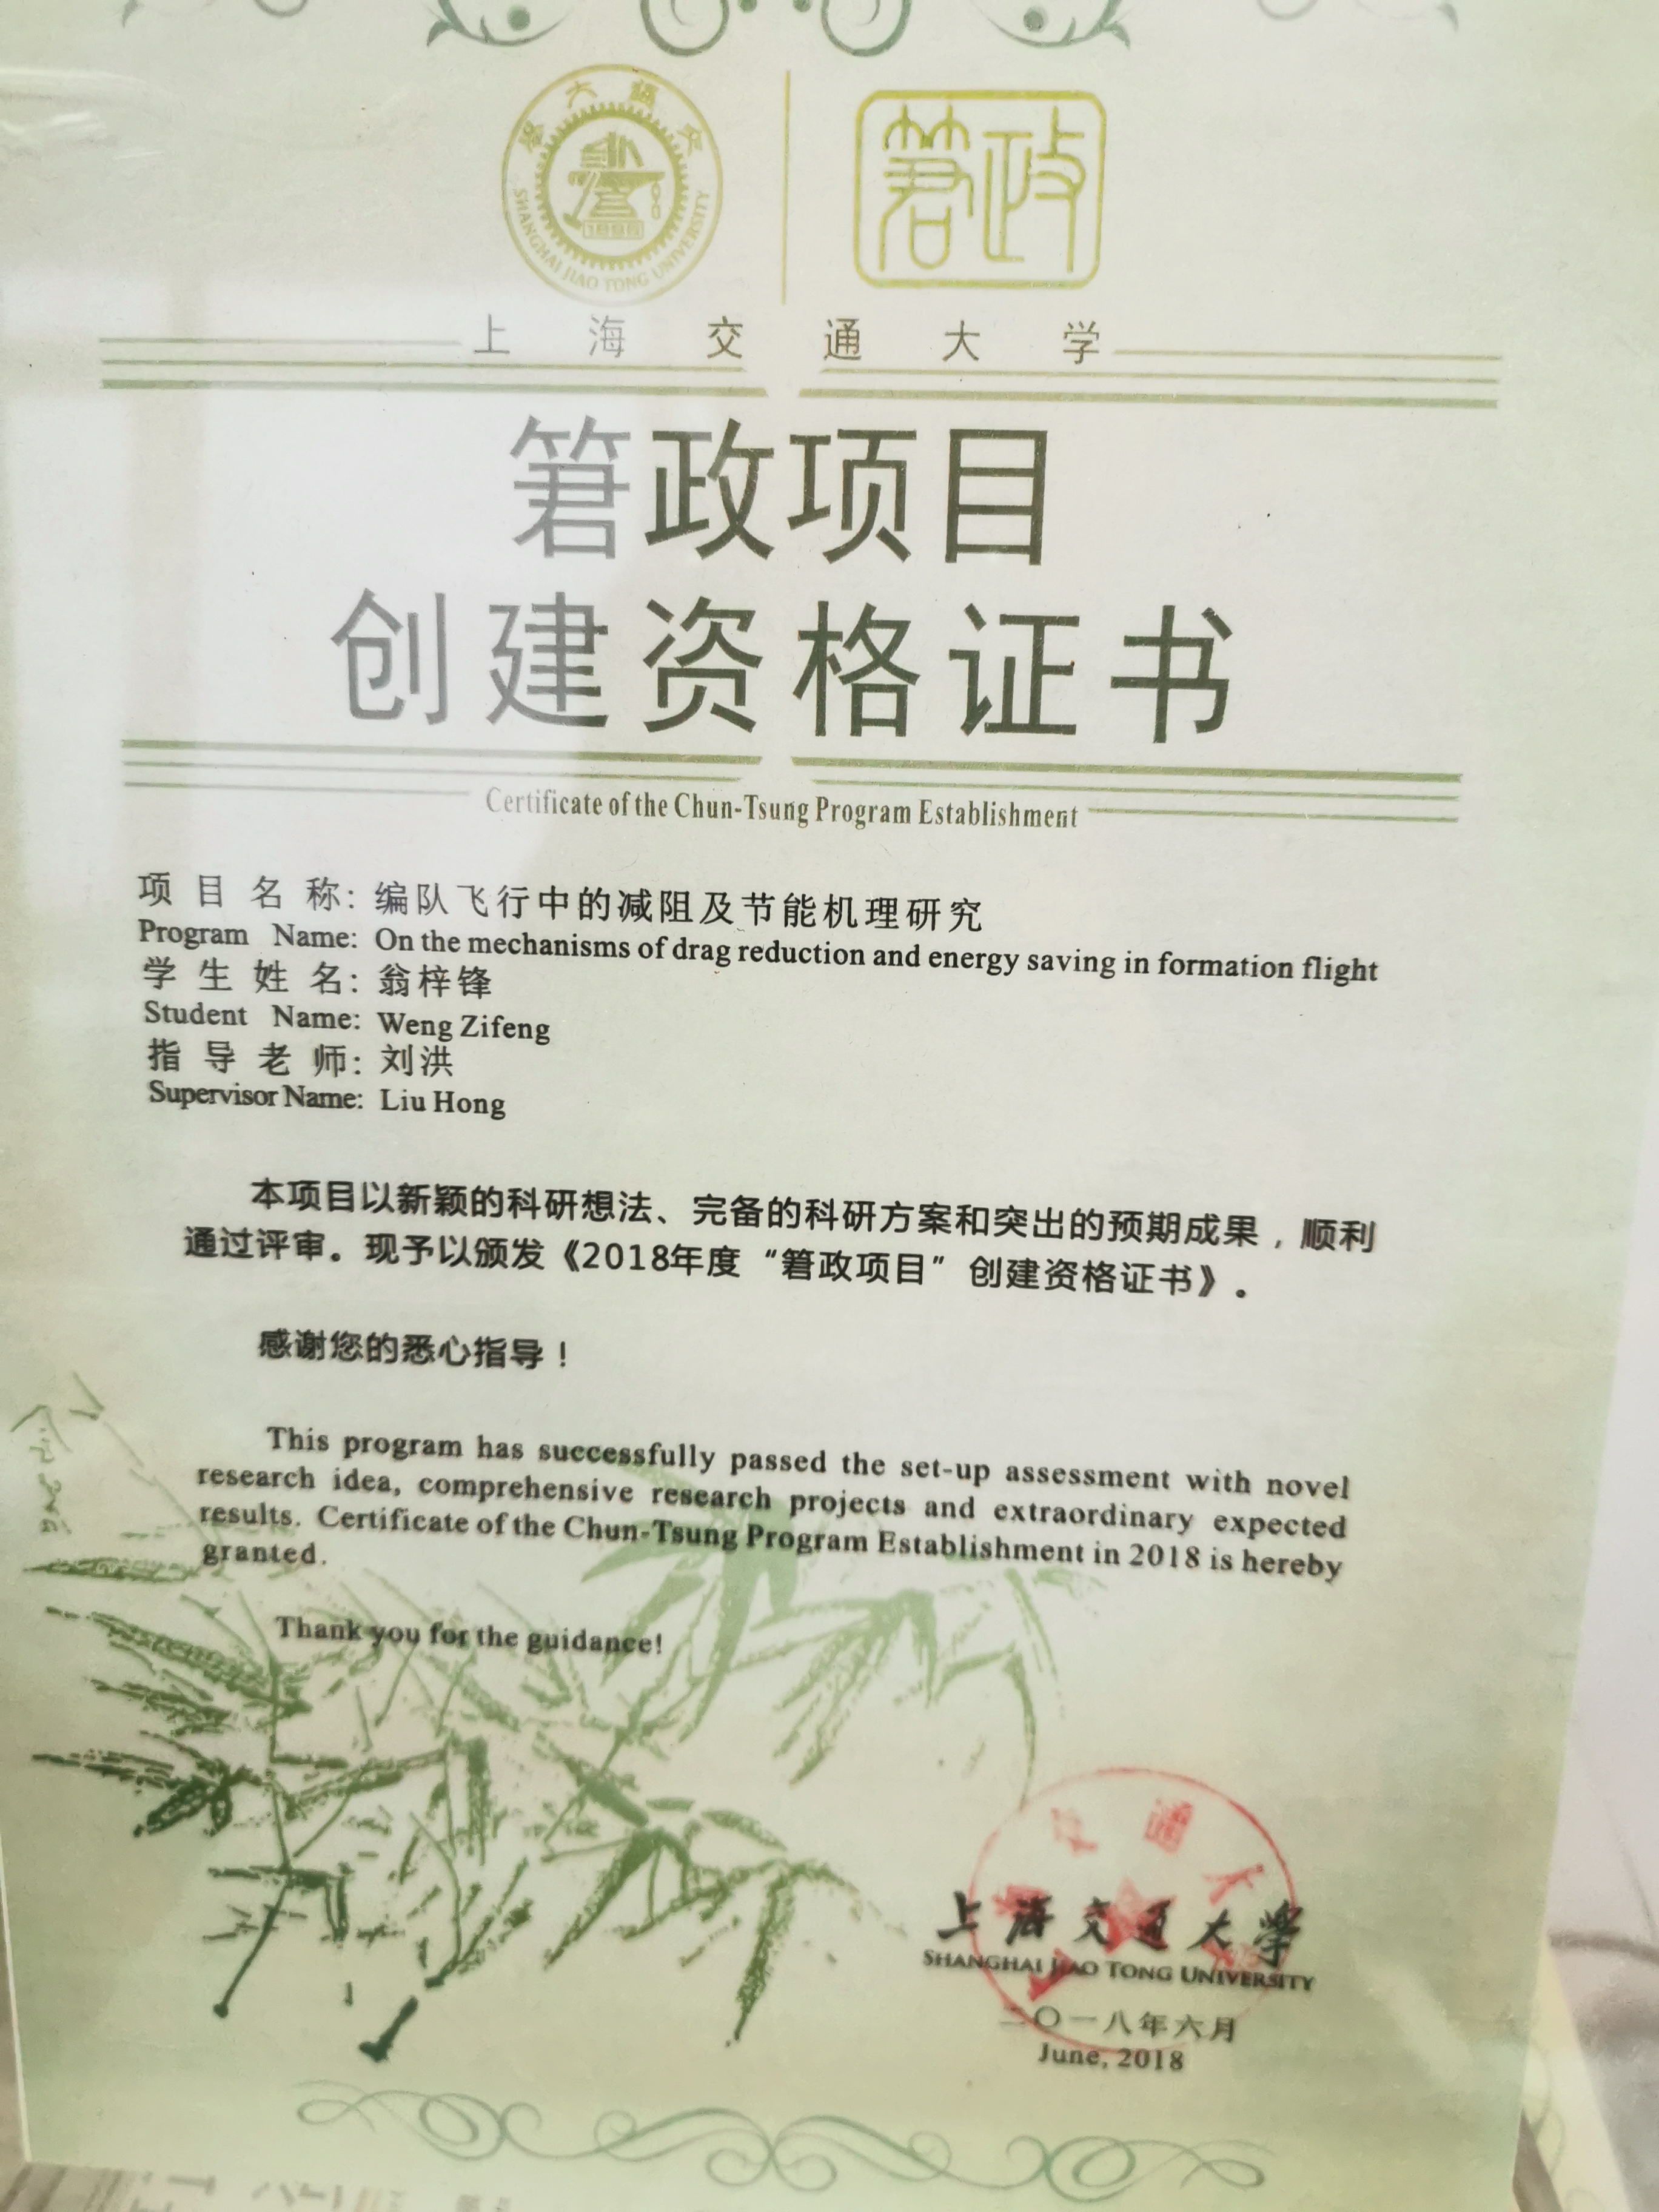 學大通交
SHANGHAI JIAO TONG UNIVERSITY
1896
箬政
上海交通大学
箬政项目
创建资格证书
Certificate of the Chun-Tsung Program Establishment
项目名称：编队飞行中的减阻及节能机理研究
Program Name: On the mechanisms of drag reduction and energy saving in formation flight
学生姓名：翁梓锋
Student Name: Weng Zifeng
指导老师：刘洪
Supervisor Name: Liu Hong
本项目以新颖的科研想法、完备的科研方案和突出的预期成果，顺利
通过评审。现予以颁发《2018年度“箬政项目”创建资格证书》。
感谢您的悉心指导！
This program has successfully passed the set-up assessment with novel
research idea, comprehensive research projects and extraordinary expected
results. Certificate of the Chun-Tsung Program Establishment in 2018 is hereby
granted.
Thank you for the guidance!
上海交通大學
SHANGHAI JIAO TONG UNIVERSITY
二〇一八年六月
June, 2018